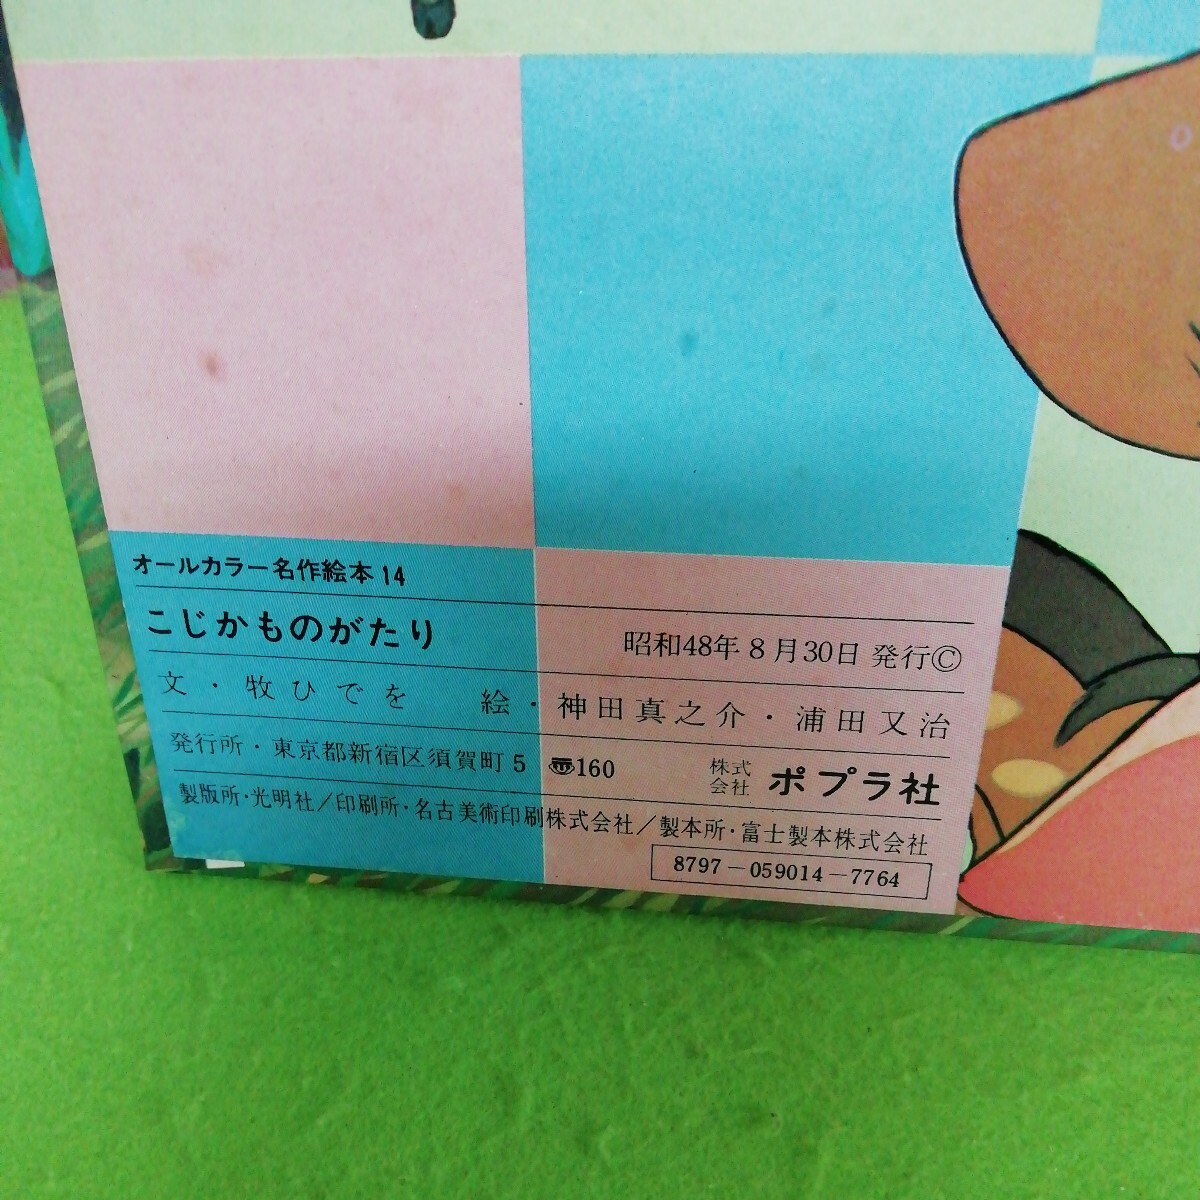 オールカラー名作絵本14
こじかものがたり 昭和48年8月30日 発行©
文・牧ひでを 絵・神田真之介・浦田又治
発行所・東京都新宿区須賀町5 〠160 株式会社 ポプラ社
製版所・光明社/印刷所・名古美術印刷株式会社/製本所・富士製本株式会社
8797-059014-7764